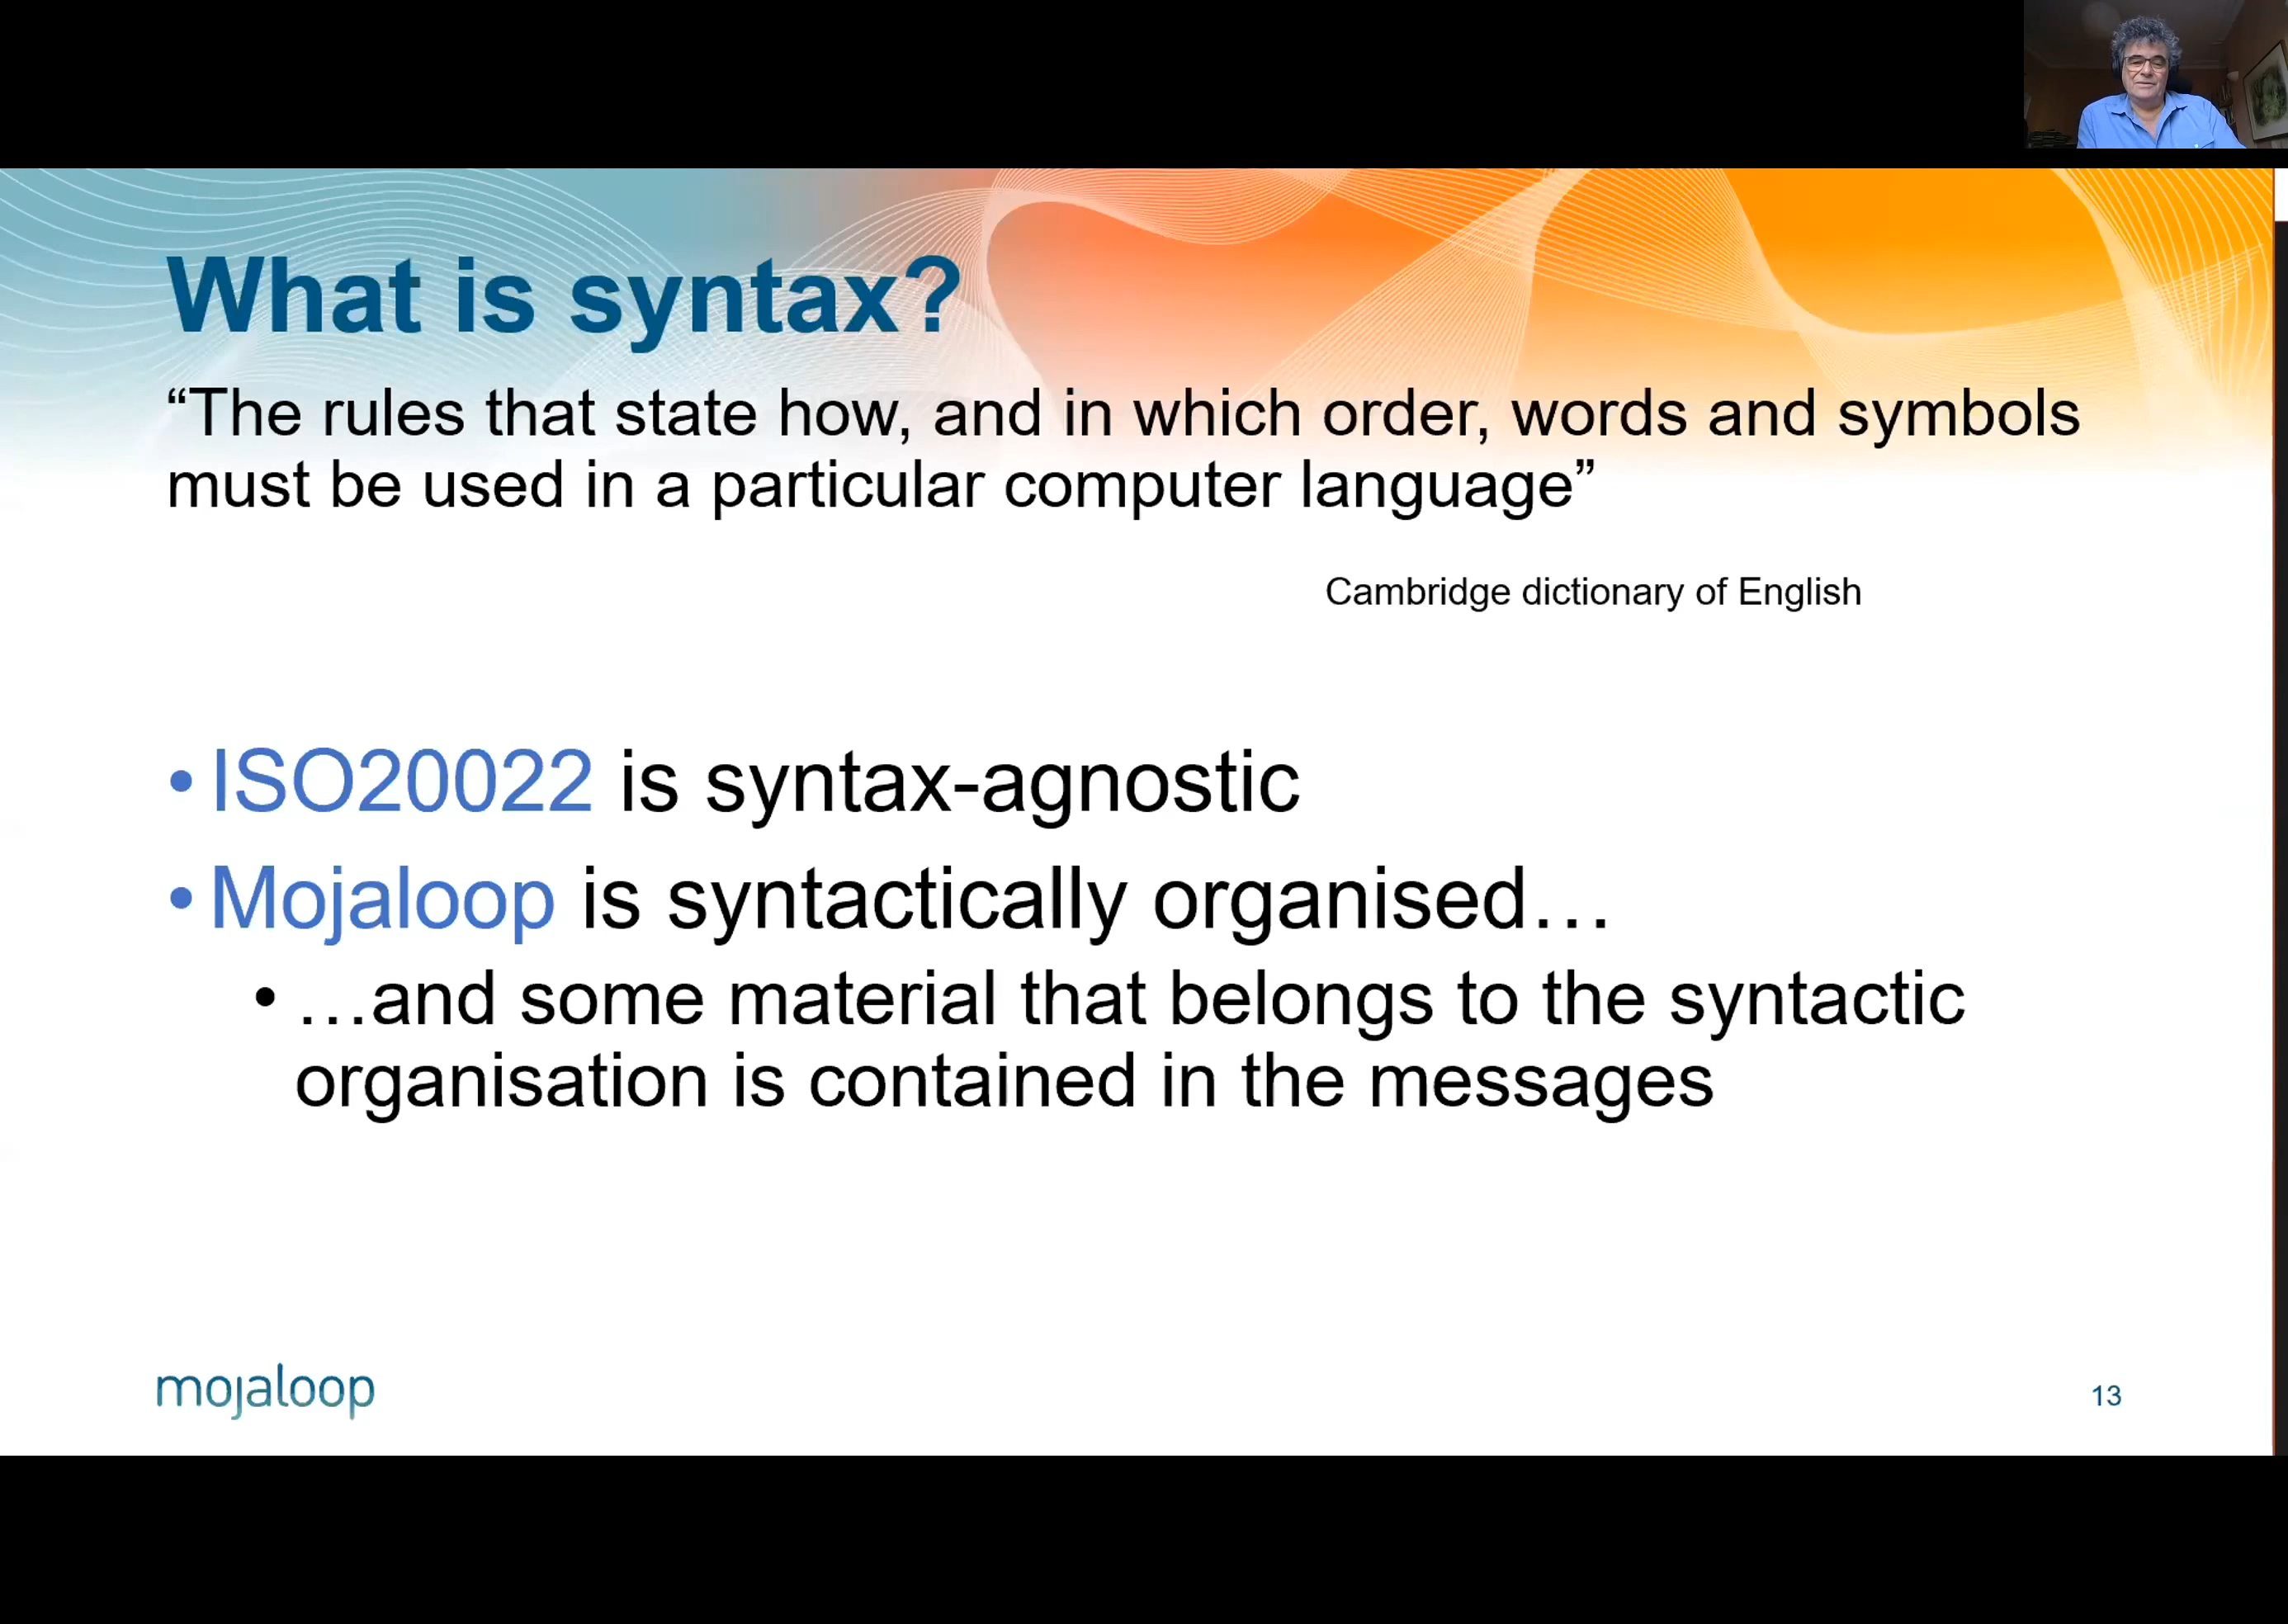 What is syntax?
“The rules that state how, and in which order, words and symbols
must be used in a particular computer language”
Cambridge dictionary of English
• ISO20022 is syntax-agnostic
• Mojaloop is syntactically organised…
• …and some material that belongs to the syntactic
organisation is contained in the messages
mojaloop
13